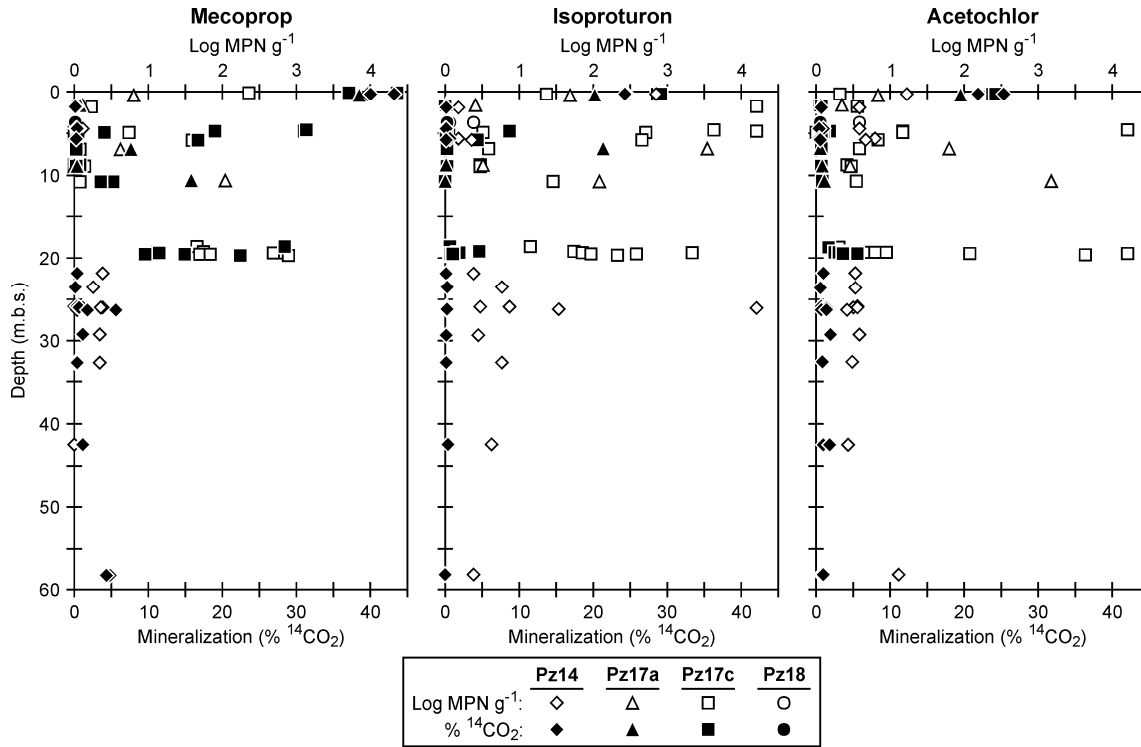 Mecoprop Isoproturon Acetochlor
Log MPN g⁻¹ Log MPN g⁻¹ Log MPN g⁻¹
0 1 2 3 4 0 1 2 3 4 0 1 2 3 4
0
10
20
30
40
50
60
Depth (m.b.s.)
0 10 20 30 40 0 10 20 30 40 0 10 20 30 40
Mineralization (% ¹⁴CO₂) Mineralization (% ¹⁴CO₂) Mineralization (% ¹⁴CO₂)
Pz14 Pz17a Pz17c Pz18
Log MPN g⁻¹:
% ¹⁴CO₂: